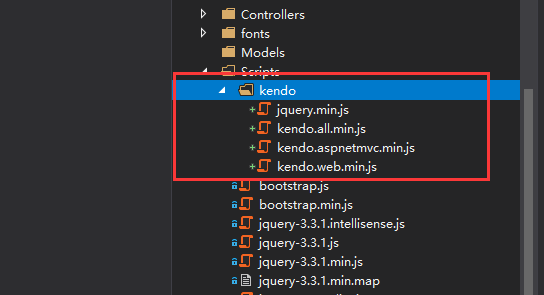 Controllers
fonts
Models
Scripts
kendo
jquery.min.js
kendo.all.min.js
kendo.aspnetmvc.min.js
kendo.web.min.js
bootstrap.js
bootstrap.min.js
jquery-3.3.1.intellisense.js
jquery-3.3.1.js
jquery-3.3.1.min.js
jquery-3.3.1.min.map